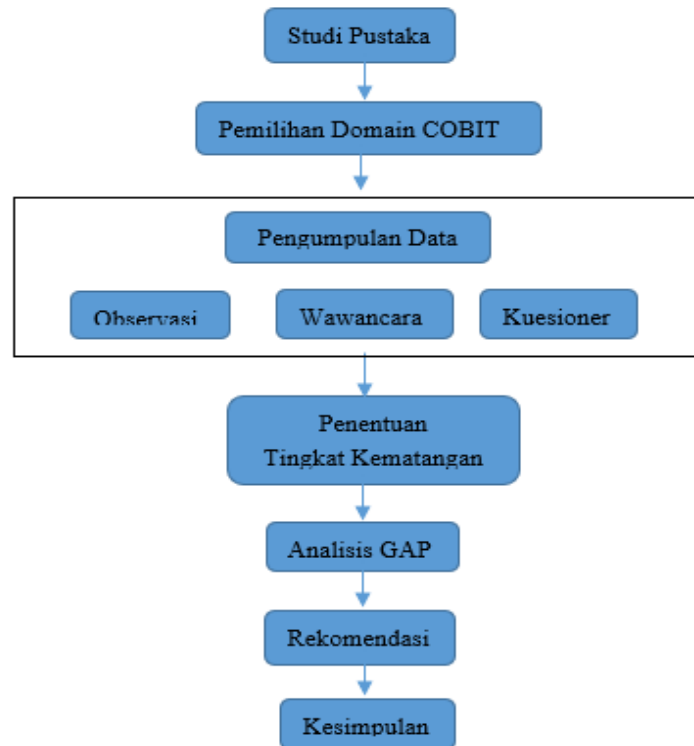 Studi Pustaka
Pemilihan Domain COBIT
Pengumpulan Data
Observasi
Wawancara
Kuesioner
Penentuan
Tingkat Kematangan
Analisis GAP
Rekomendasi
Kesimpulan